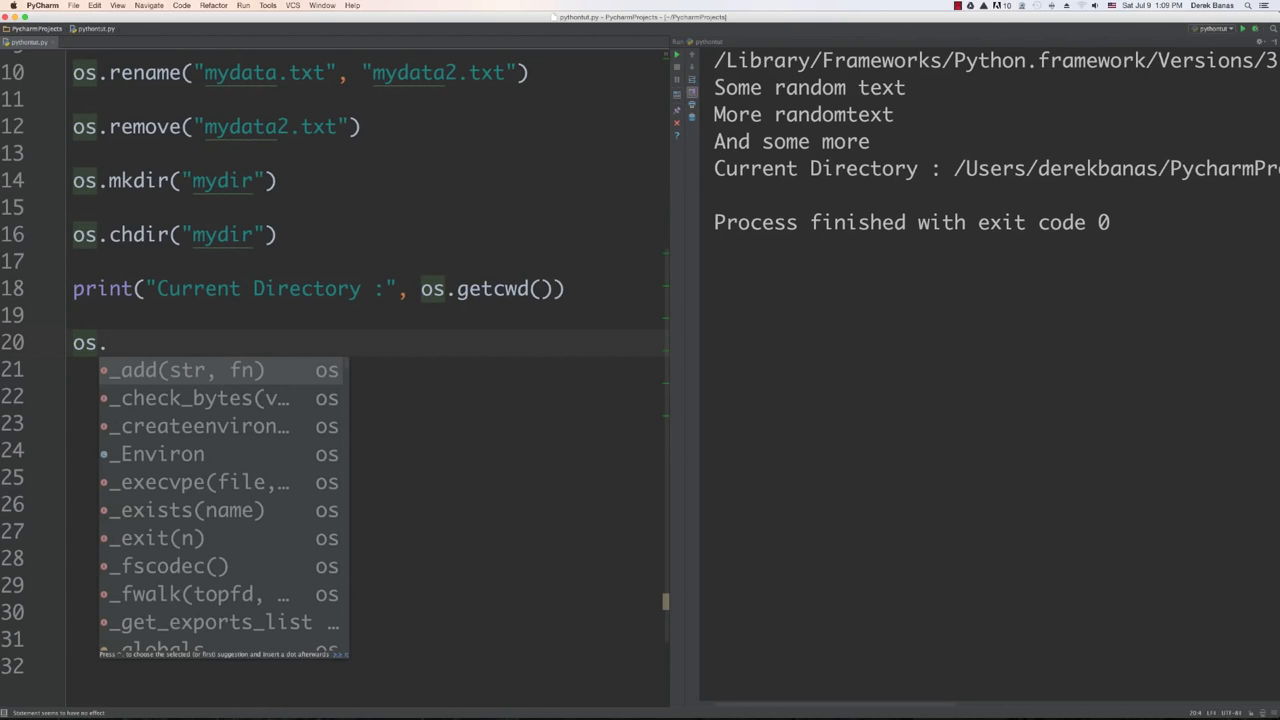 PyCharm File Edit View Navigate Code Refactor Run Tools VCS Window Help 10 Sat Jul 9 1:09 PM Derek Banas
pythontut.py - PycharmProjects - [~/PycharmProjects]
PycharmProjects pythontut.py pythontut
pythontut.py
Run pythontut
10 os.rename("mydata.txt", "mydata2.txt")
11
12 os.remove("mydata2.txt")
13
14 os.mkdir("mydir")
15
16 os.chdir("mydir")
17
18 print("Current Directory :", os.getcwd())
19
20 os.
21 _add(str, fn) os
22 _check_bytes(v… os
23 _createenviron… os
24 _Environ os
25 _execvpe(file,… os
26 _exists(name) os
27 _exit(n) os
28 _fscodec() os
29 _fwalk(topfd, … os
30 _get_exports_list …
31 _globals os
Press ^. to choose the selected (or first) suggestion and insert a dot afterwards >>
32
/Library/Frameworks/Python.framework/Versions/3
Some random text
More randomtext
And some more
Current Directory : /Users/derekbanas/PycharmPr
Process finished with exit code 0
Statement seems to have no effect
20:4 LF UTF-8